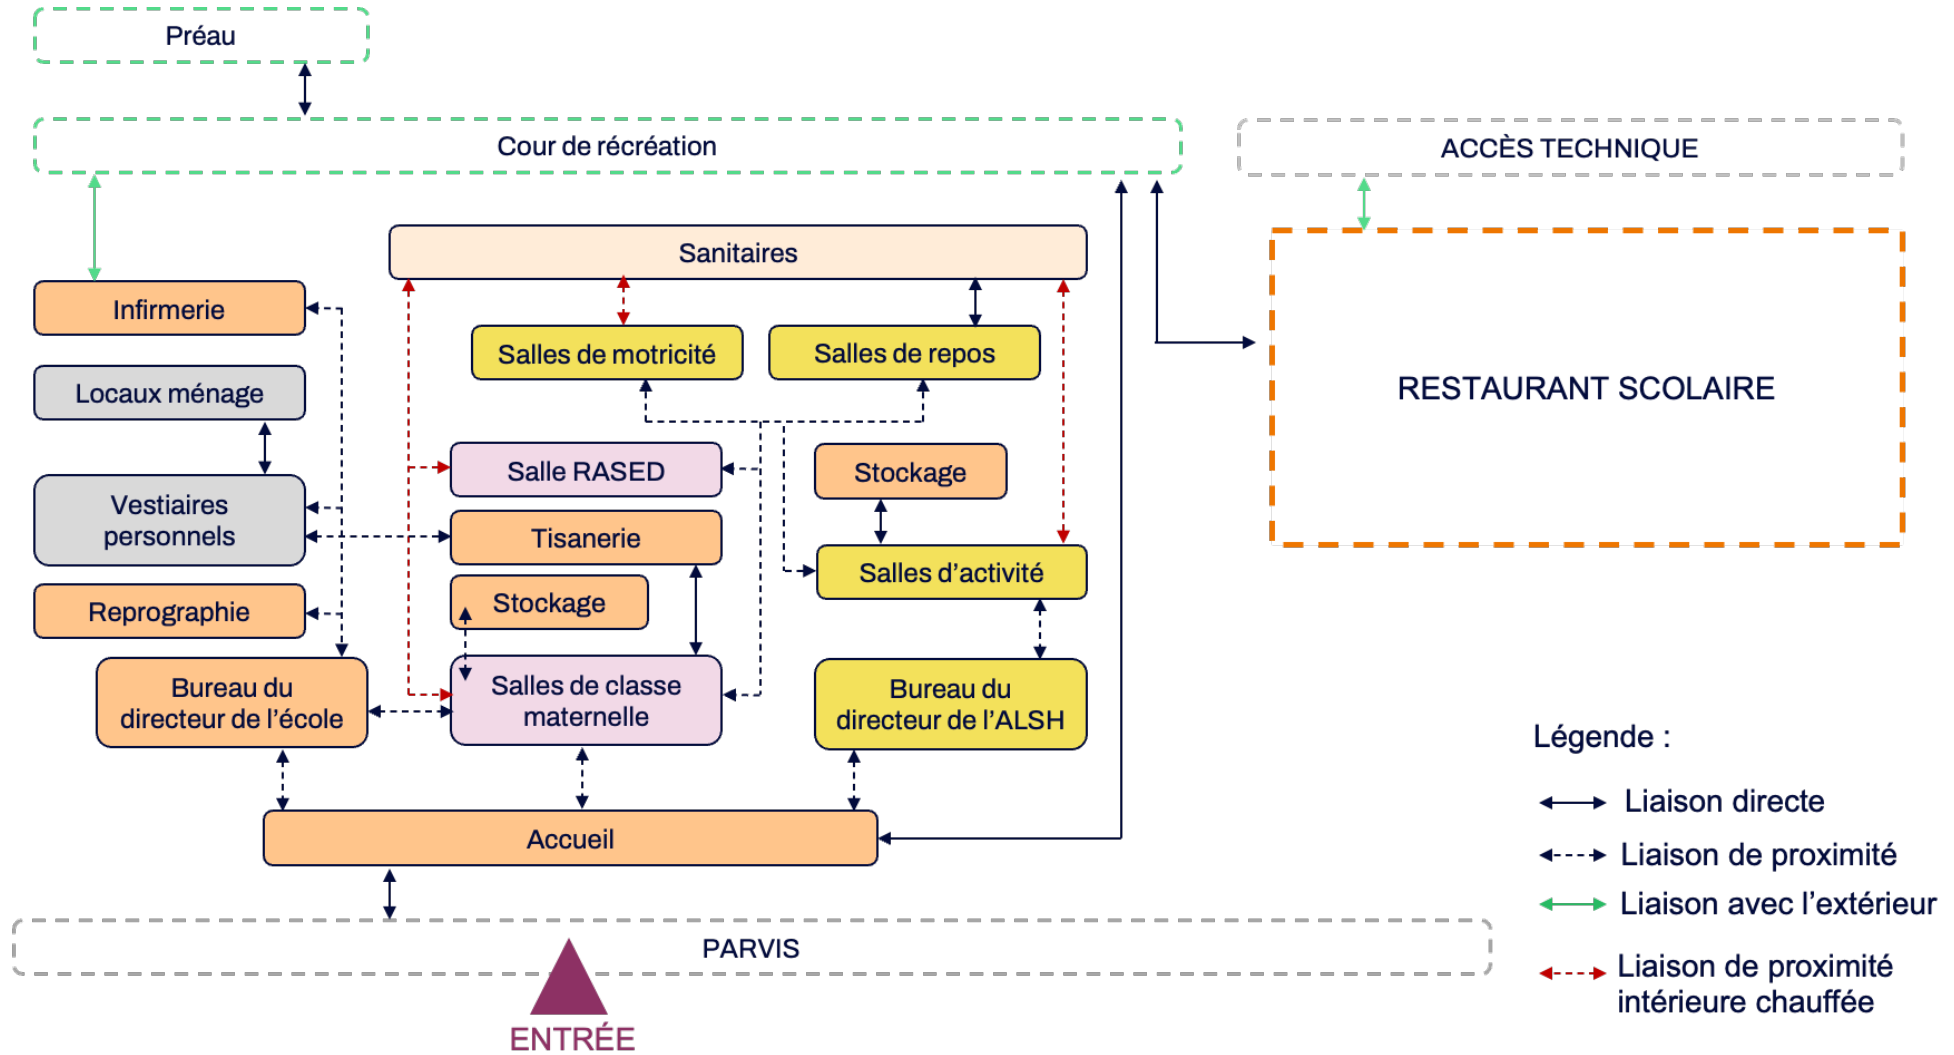 Préau
Cour de récréation
ACCÈS TECHNIQUE
Sanitaires
Infirmerie
Salles de motricité
Salles de repos
Locaux ménage
RESTAURANT SCOLAIRE
Salle RASED
Stockage
Vestiaires
personnels
Tisanerie
Salles d'activité
Stockage
Reprographie
Bureau du
directeur de l'école
Salles de classe
maternelle
Bureau du
directeur de l'ALSH
Légende :
Liaison directe
Accueil
Liaison de proximité
Liaison avec l'extérieur
PARVIS
Liaison de proximité
intérieure chauffée
ENTRÉE